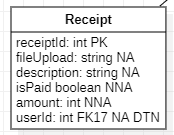 Receipt
receiptId: int PK
fileUpload: string NA
description: string NA
isPaid boolean NNA
amount: int NNA
userId: int FK17 NA DTN